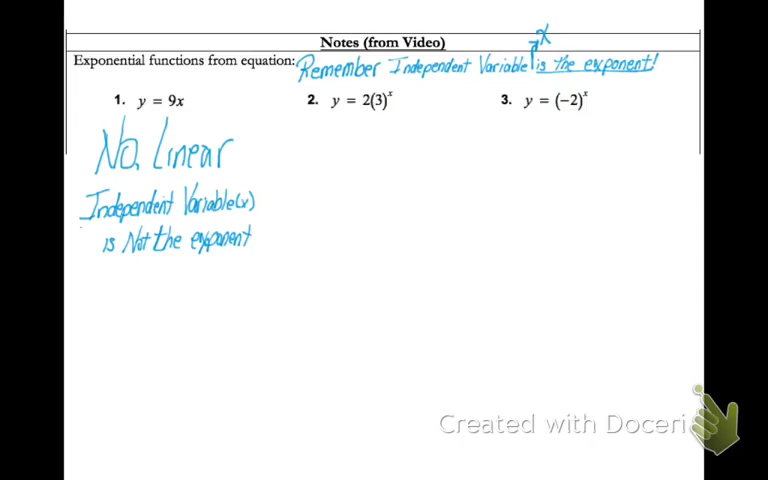 Notes (from Video)
x
Exponential functions from equation: Remember Independent Variable is the exponent!
1. y = 9x 2. y = 2(3)^x 3. y = (−2)^x
No, Linear
Independent Variable(x)
is Not the exponent
Created with Doceri